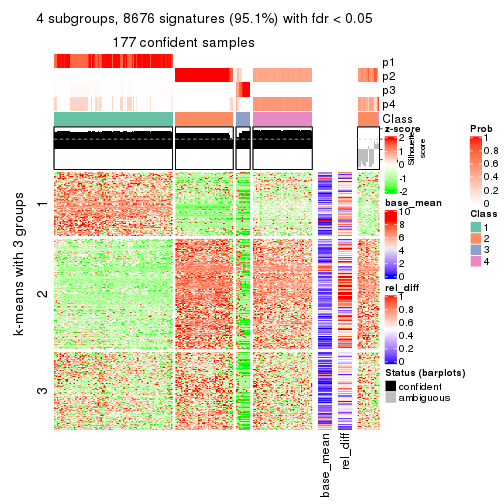 4 subgroups, 8676 signatures (95.1%) with fdr < 0.05
177 confident samples
p1
p2
p3
p4
Class
z-score
2
1
0
-1
-2
Silhouette
score
base_mean
10
8
6
4
2
0
rel_diff
1
0.8
0.6
0.4
0.2
0
Status (barplots)
confident
ambiguous
Prob
1
0.8
0.6
0.4
0.2
0
Class
1
2
3
4
k-means with 3 groups
1
2
3
base_mean
rel_diff